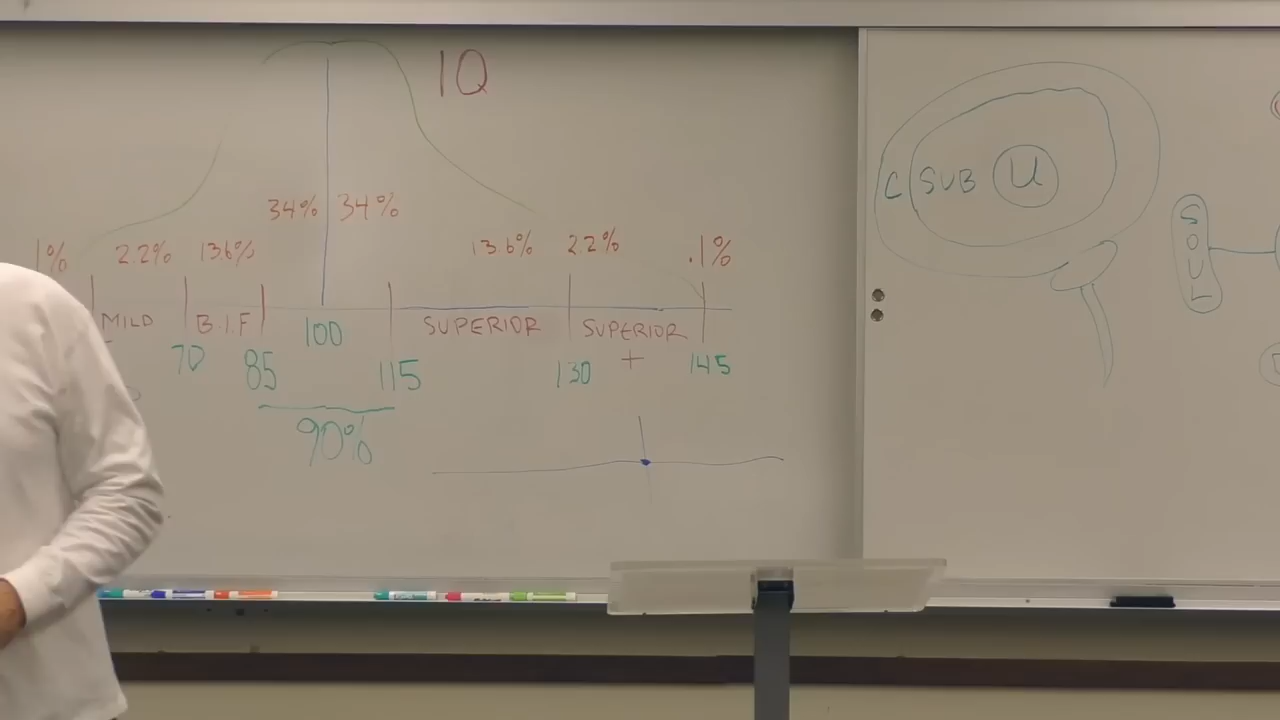 IQ
34% 34%
1% 2.2% 13.6% 13.6% 2.2% .1%
MILD B.I.F 100 SUPERIOR SUPERIOR
+
70 85 115 130 145
90%
C SUB U
SOUL